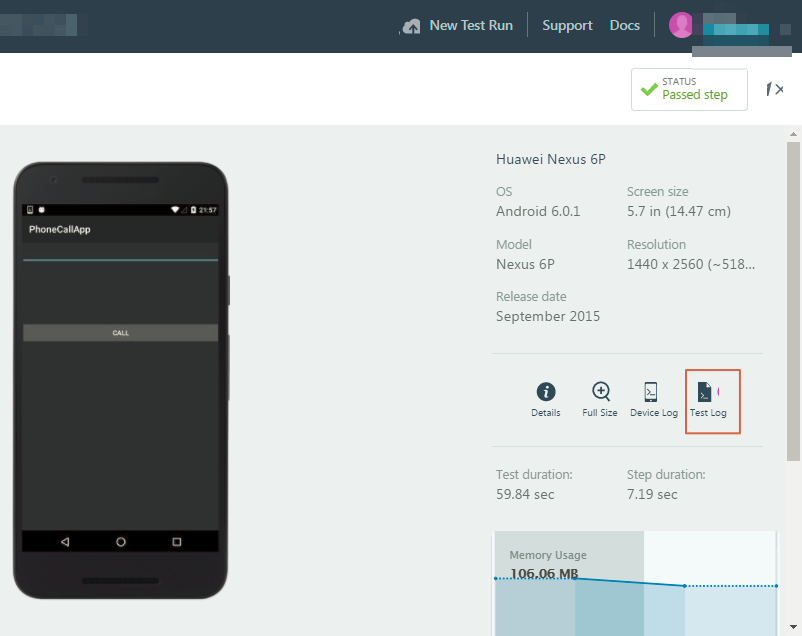 New Test Run
Support
Docs
STATUS
Passed step
21:57
PhoneCallApp
CALL
Huawei Nexus 6P
OS
Screen size
Android 6.0.1
5.7 in (14.47 cm)
Model
Resolution
Nexus 6P
1440 x 2560 (~518...
Release date
September 2015
Details
Full Size
Device Log
Test Log
Test duration:
Step duration:
59.84 sec
7.19 sec
Memory Usage
106.06 MB